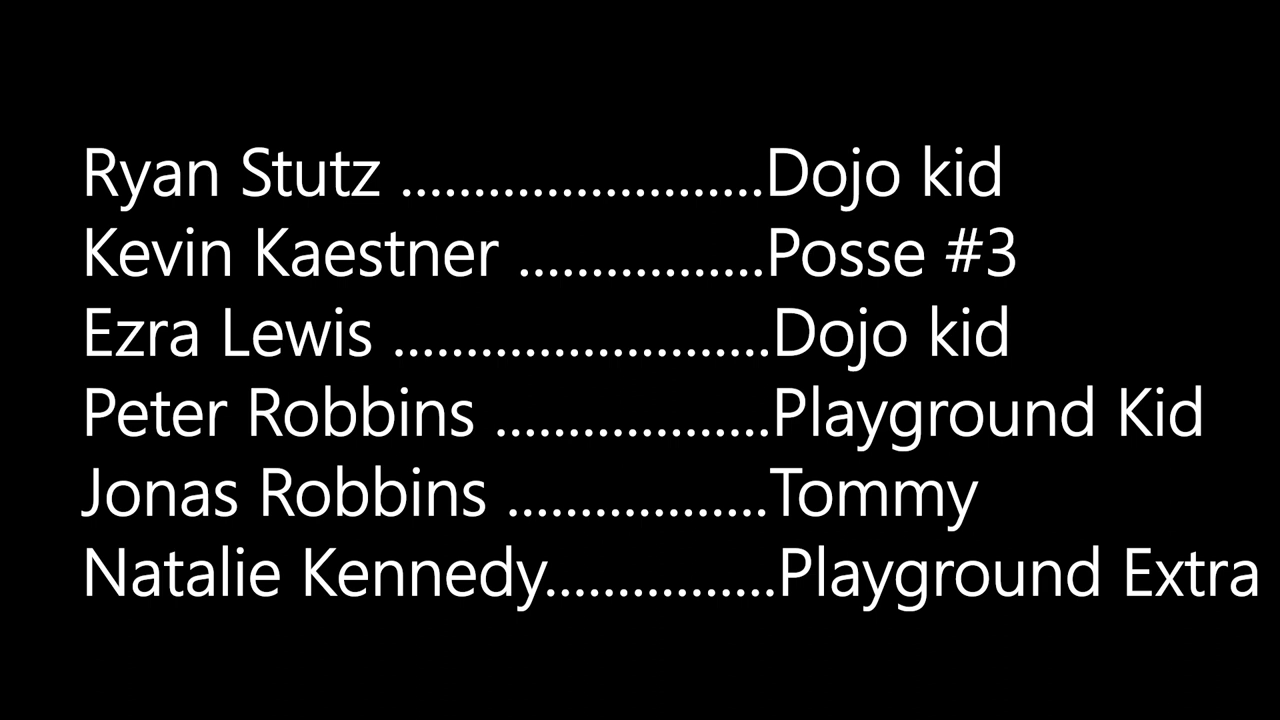 Ryan Stutz .........................Dojo kid
Kevin Kaestner .................Posse #3
Ezra Lewis ..........................Dojo kid
Peter Robbins ...................Playground Kid
Jonas Robbins ..................Tommy
Natalie Kennedy................Playground Extra